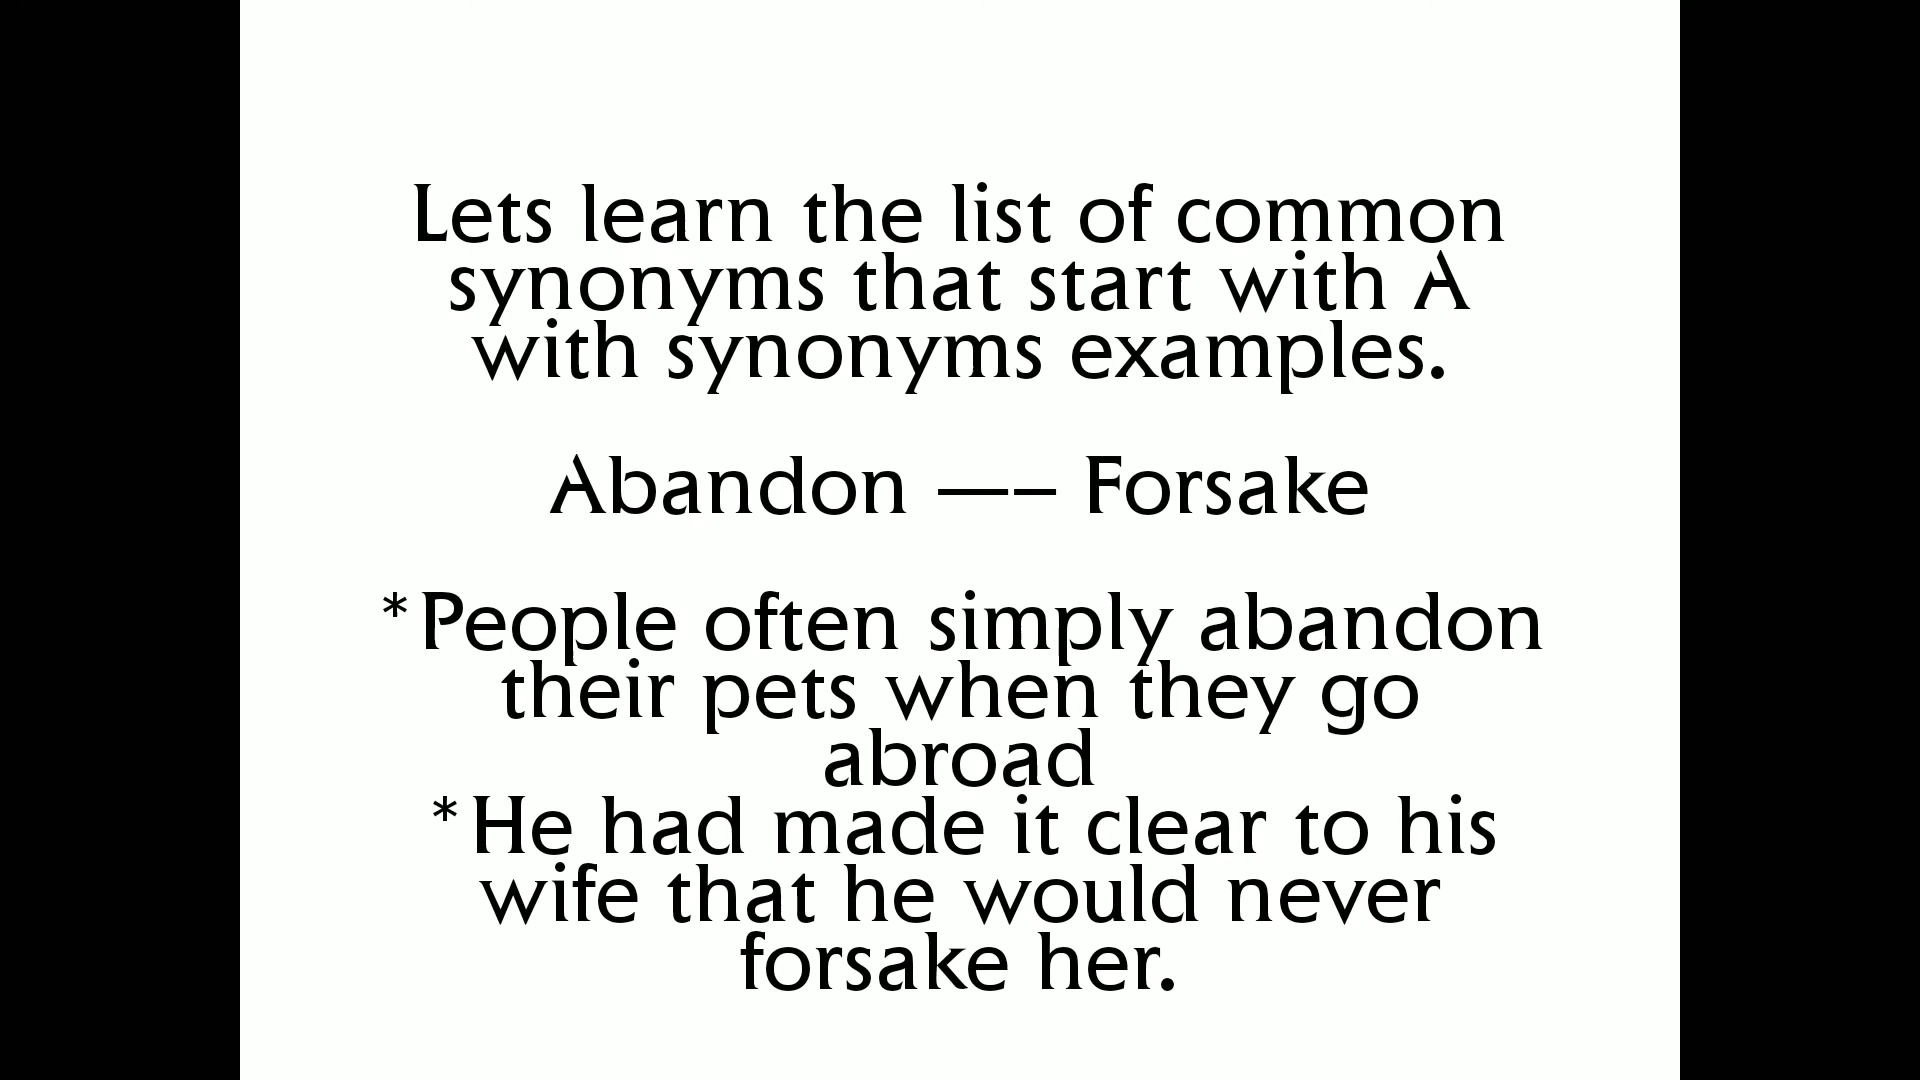 Lets learn the list of common
synonyms that start with A
with synonyms examples.
Abandon —– Forsake
*People often simply abandon
their pets when they go
abroad
*He had made it clear to his
wife that he would never
forsake her.